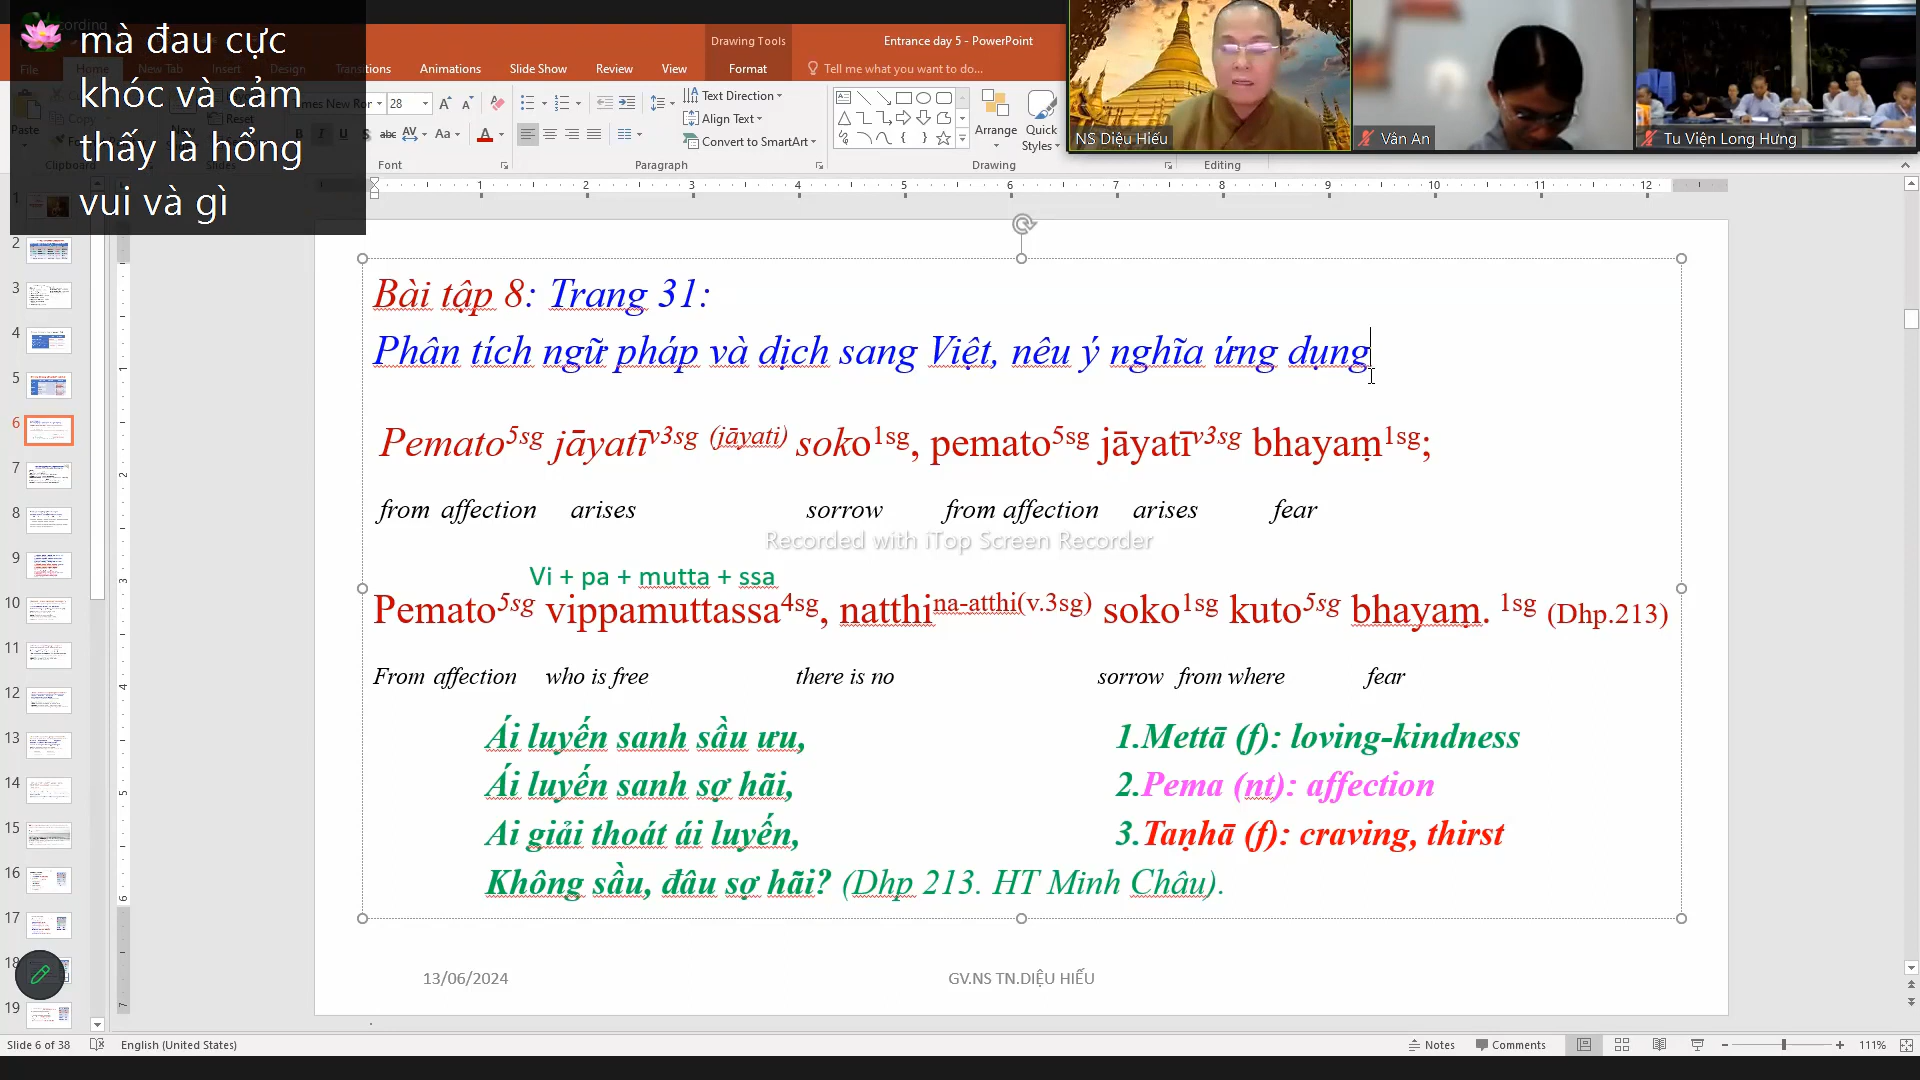 mà đau cực
khóc và cảm
thấy là hổng
vui và gì
Entrance day 5 - PowerPoint
Drawing Tools
File
Home
New Tab
Insert
Design
Transitions
Animations
Slide Show
Review
View
Format
Tell me what you want to do...
28
Text Direction
Align Text
Convert to SmartArt
Arrange
Quick
Styles
Font
Paragraph
Drawing
Editing
NS Diệu Hiếu
Vân An
Tu Viện Long Hưng
Bài tập 8: Trang 31:
Phân tích ngữ pháp và dịch sang Việt, nêu ý nghĩa ứng dụng
Pemato5sg jāyatīv3sg (jāyati) soko1sg, pemato5sg jāyatīv3sg bhayaṃ1sg;
from affection arises sorrow from affection arises fear
Recorded with iTop Screen Recorder
Vi + pa + mutta + ssa
Pemato5sg vippamuttassa4sg, natthina-atthi(v.3sg) soko1sg kuto5sg bhayaṃ. 1sg (Dhp.213)
From affection who is free there is no sorrow from where fear
Ái luyến sanh sầu ưu,
Ái luyến sanh sợ hãi,
Ai giải thoát ái luyến,
Không sầu, đâu sợ hãi? (Dhp 213. HT Minh Châu).
1.Mettā (f): loving-kindness
2.Pema (nt): affection
3.Taṇhā (f): craving, thirst
13/06/2024
GV.NS TN.DIỆU HIẾU
Slide 6 of 38
English (United States)
Notes
Comments
111%